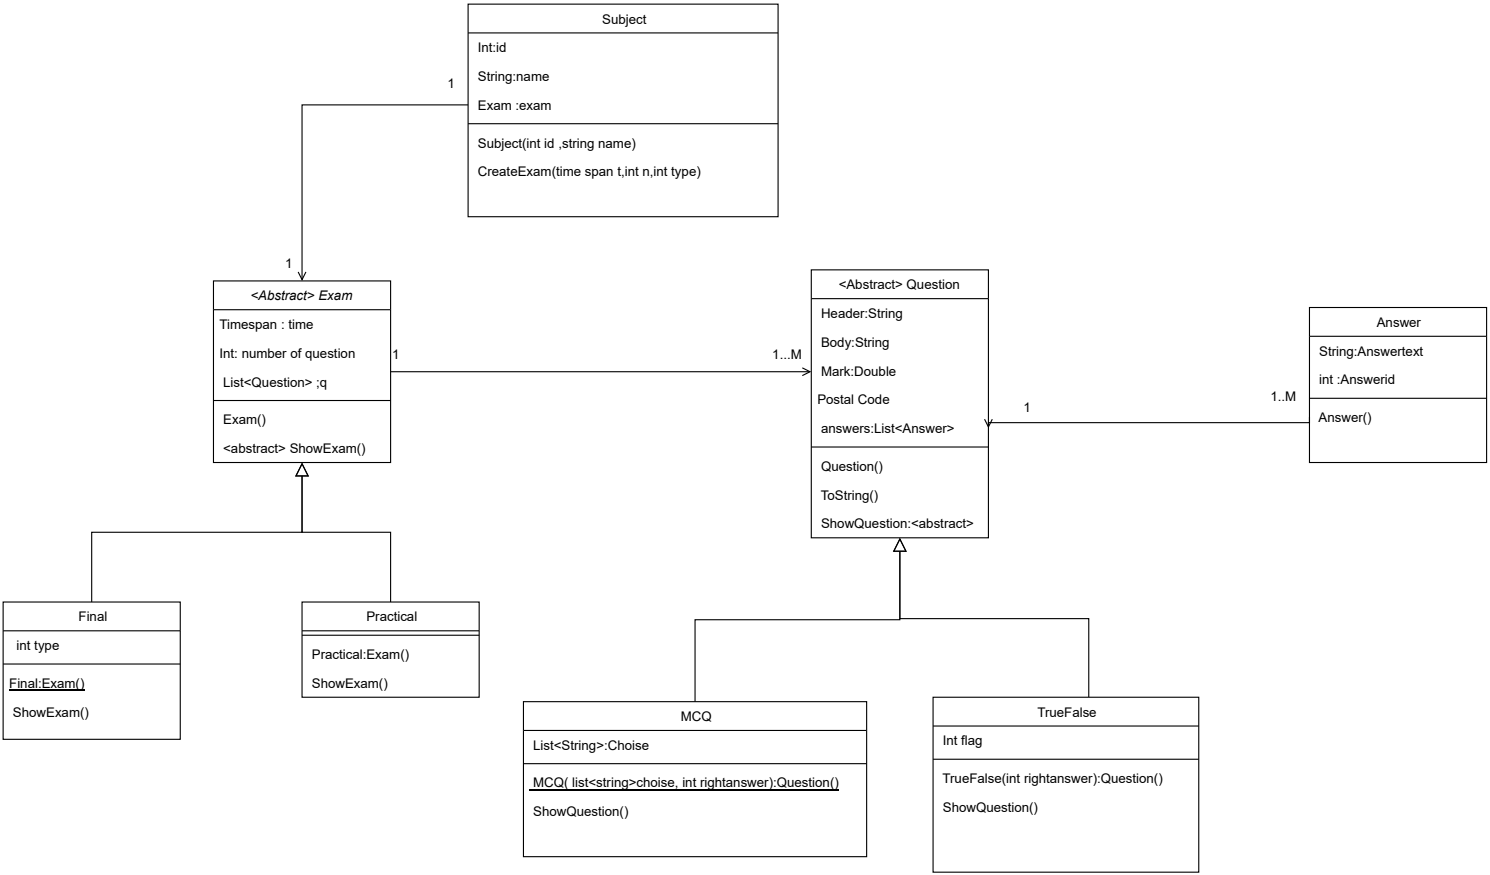 Subject
Int:id
String:name
Exam :exam
Subject(int id ,string name)
CreateExam(time span t,int n,int type)
1
1
<Abstract> Exam
Timespan : time
Int: number of question
List<Question> ;q
Exam()
<abstract> ShowExam()
1
1...M
<Abstract> Question
Header:String
Body:String
Mark:Double
Postal Code
answers:List<Answer>
Question()
ToString()
ShowQuestion:<abstract>
1
1..M
Answer
String:Answertext
int :Answerid
Answer()
Final
int type
Final:Exam()
ShowExam()
Practical
Practical:Exam()
ShowExam()
MCQ
List<String>:Choise
MCQ( list<string>choise, int rightanswer):Question()
ShowQuestion()
TrueFalse
Int flag
TrueFalse(int rightanswer):Question()
ShowQuestion()